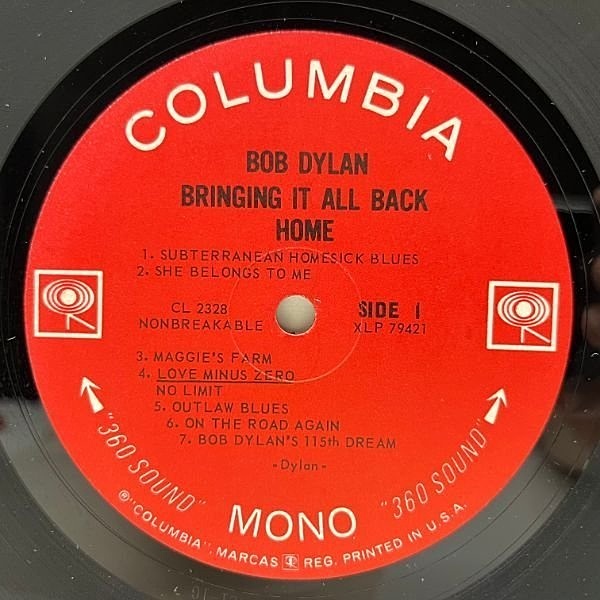 COLUMBIA
BOB DYLAN
BRINGING IT ALL BACK
HOME
1. SUBTERRANEAN HOMESICK BLUES
2. SHE BELONGS TO ME
CL 2328
NONBREAKABLE
SIDE 1
XLP 79421
3. MAGGIE'S FARM
4. LOVE MINUS ZERO
NO LIMIT
5. OUTLAW BLUES
6. ON THE ROAD AGAIN
7. BOB DYLAN'S 115th DREAM
-Dylan-
"360 SOUND"
MONO
"360 SOUND"
® "COLUMBIA", MARCAS REG. PRINTED IN U.S.A.